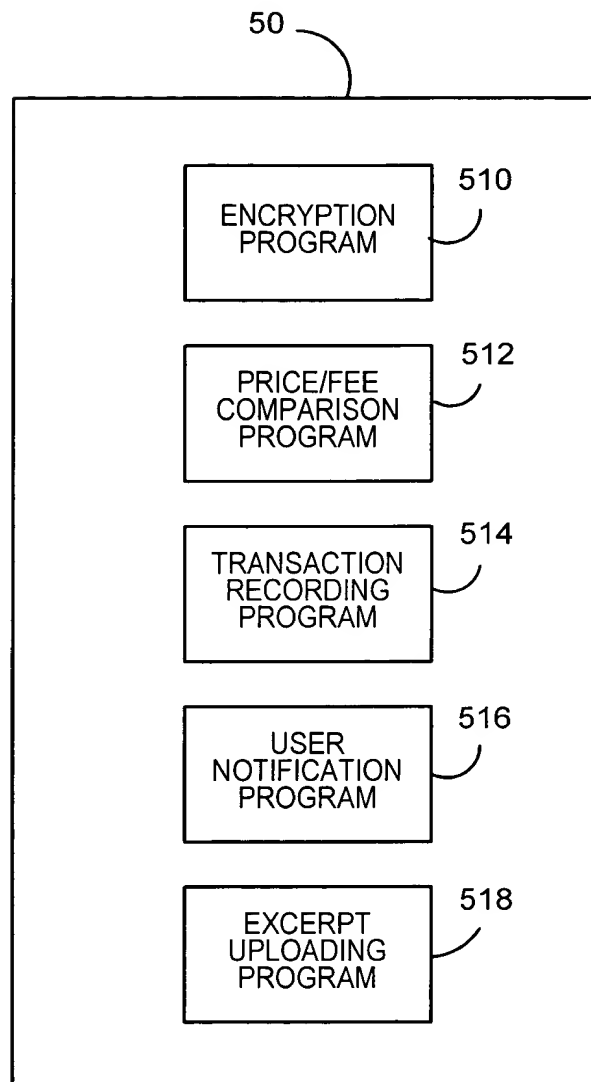 50
ENCRYPTION
PROGRAM
510
PRICE/FEE
COMPARISON
PROGRAM
512
TRANSACTION
RECORDING
PROGRAM
514
USER
NOTIFICATION
PROGRAM
516
EXCERPT
UPLOADING
PROGRAM
518